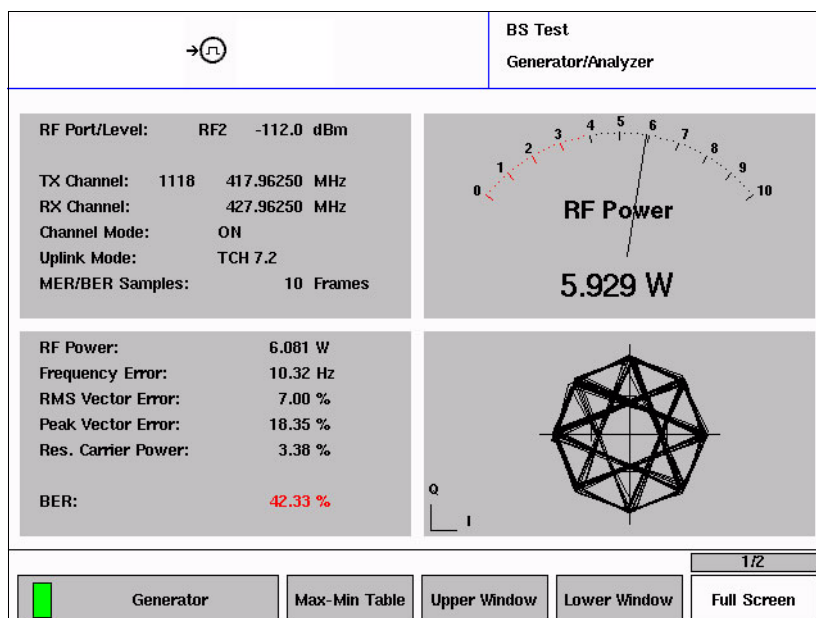 BS Test
Generator/Analyzer
RF Port/Level: RF2 -112.0 dBm
TX Channel: 1118 417.96250 MHz
RX Channel: 427.96250 MHz
Channel Mode: ON
Uplink Mode: TCH 7.2
MER/BER Samples: 10 Frames
0 1 2 3 4 5 6 7 8 9 10
RF Power
5.929 W
RF Power: 6.081 W
Frequency Error: 10.32 Hz
RMS Vector Error: 7.00 %
Peak Vector Error: 18.35 %
Res. Carrier Power: 3.38 %
BER: 42.33 %
Q
I
1/2
Generator
Max-Min Table
Upper Window
Lower Window
Full Screen